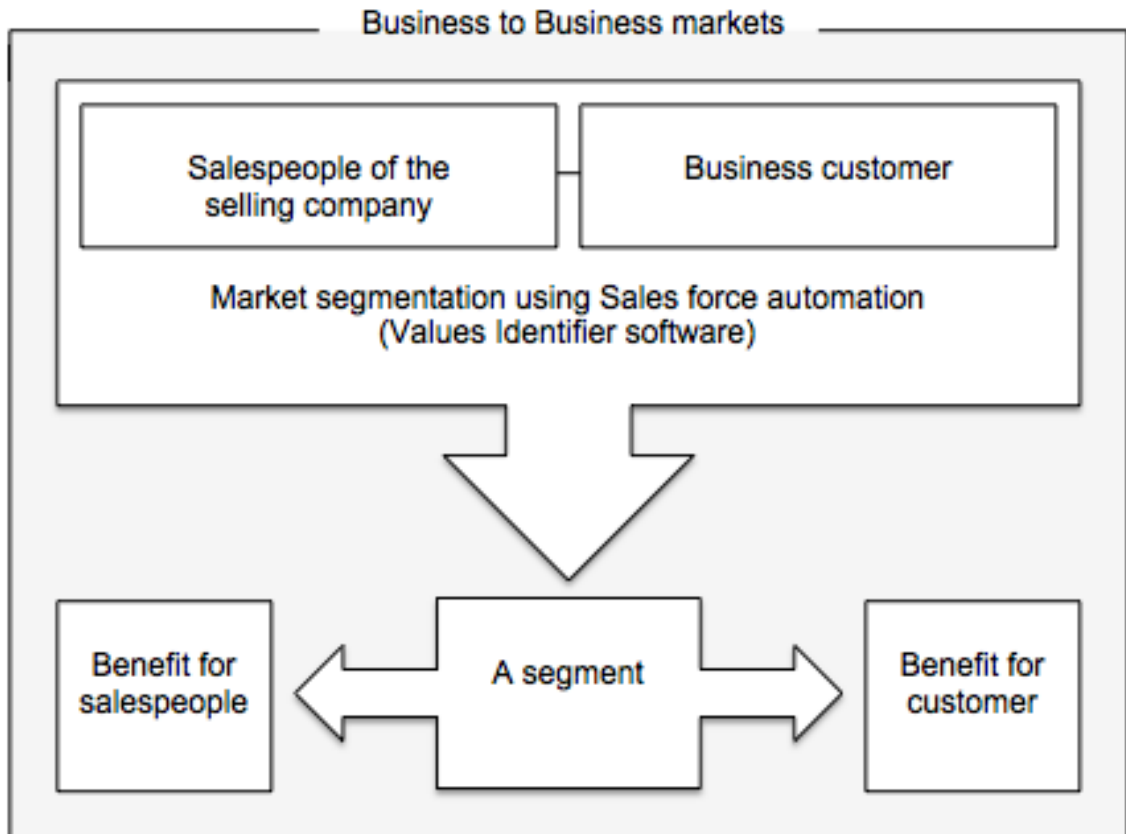 Business to Business markets
Salespeople of the
selling company
Business customer
Market segmentation using Sales force automation
(Values Identifier software)
Benefit for
salespeople
A segment
Benefit for
customer